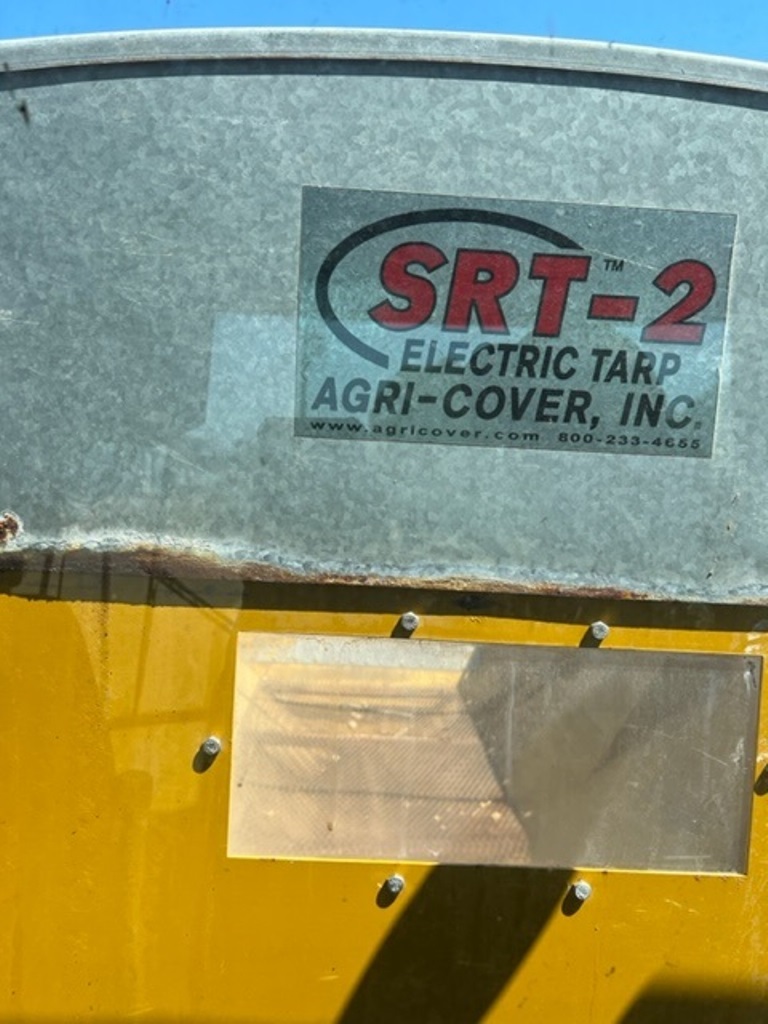 SRT-2™
ELECTRIC TARP
AGRI-COVER, INC.
www.agricover.com 800-233-4655